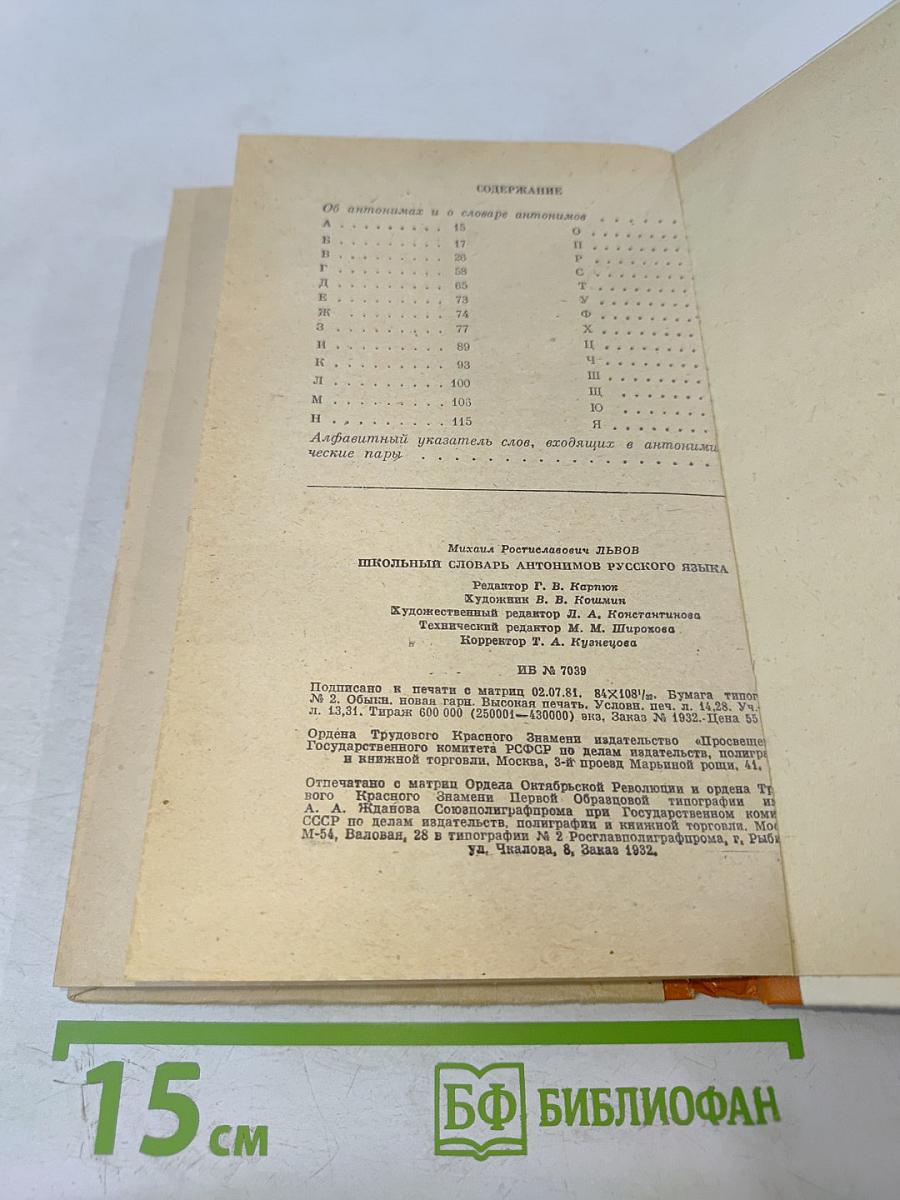 СОДЕРЖАНИЕ
Об антонимах и о словаре антонимов . . . . . .
А . . . . . . . . . 15
Б . . . . . . . . . 17
В . . . . . . . . . 26
Г . . . . . . . . . 58
Д . . . . . . . . . 65
Е . . . . . . . . . 73
Ж . . . . . . . . . 74
З . . . . . . . . . 77
И . . . . . . . . . 89
К . . . . . . . . . 93
Л . . . . . . . . . 100
М . . . . . . . . .
Н . . . . . . . . . 115
О . . . . . . . .
П . . . . . . . .
Р . . . . . . . .
С . . . . . . . .
Т . . . . . . . .
У . . . . . . . .
Ф . . . . . . . .
Х . . . . . . . .
Ц . . . . . . . .
Ч . . . . . . . .
Ш . . . . . . . .
Щ . . . . . . .
Ю . . . . . . .
Я . . . . . . . .
Алфавитный указатель слов, входящих в антоними
ческие пары . . . . . . . . . . . . . . . .
Михаил Ростиславович ЛЬВОВ
ШКОЛЬНЫЙ СЛОВАРЬ АНТОНИМОВ РУССКОГО ЯЗЫКА
Редактор Г. В. Карпюк
Художник В. В. Кошмин
Художественный редактор Л. А. Константинова
Технический редактор М. М. Широкова
Корректор Т. А. Кузнецова
ИБ № 7039
Подписано к печати с матриц 02.07.81. 84×108¹/₃₂. Бумага типог
№ 2. Обыкн. новая гарн. Высокая печать. Условн. печ. л. 14,28. Уч.
л. 13,31. Тираж 600 000 (250001—430000) экз. Заказ № 1932. Цена 55
Ордена Трудового Красного Знамени издательство «Просвеще
Государственного комитета РСФСР по делам издательств, полигра
и книжной торговли. Москва, 3-й проезд Марьиной рощи, 41.
Отпечатано с матриц Ордена Октябрьской Революции и ордена Тр
вого Красного Знамени Первой Образцовой типографии и
А. А. Жданова Союзполиграфпрома при Государственном коми
СССР по делам издательств, полиграфии и книжной торговли. Мос
М-54, Валовая, 28 в типографии № 2 Росглавполиграфпрома, г. Рыби
ул. Чкалова, 8. Заказ 1932.
15 см
БФ БИБЛИОФАН